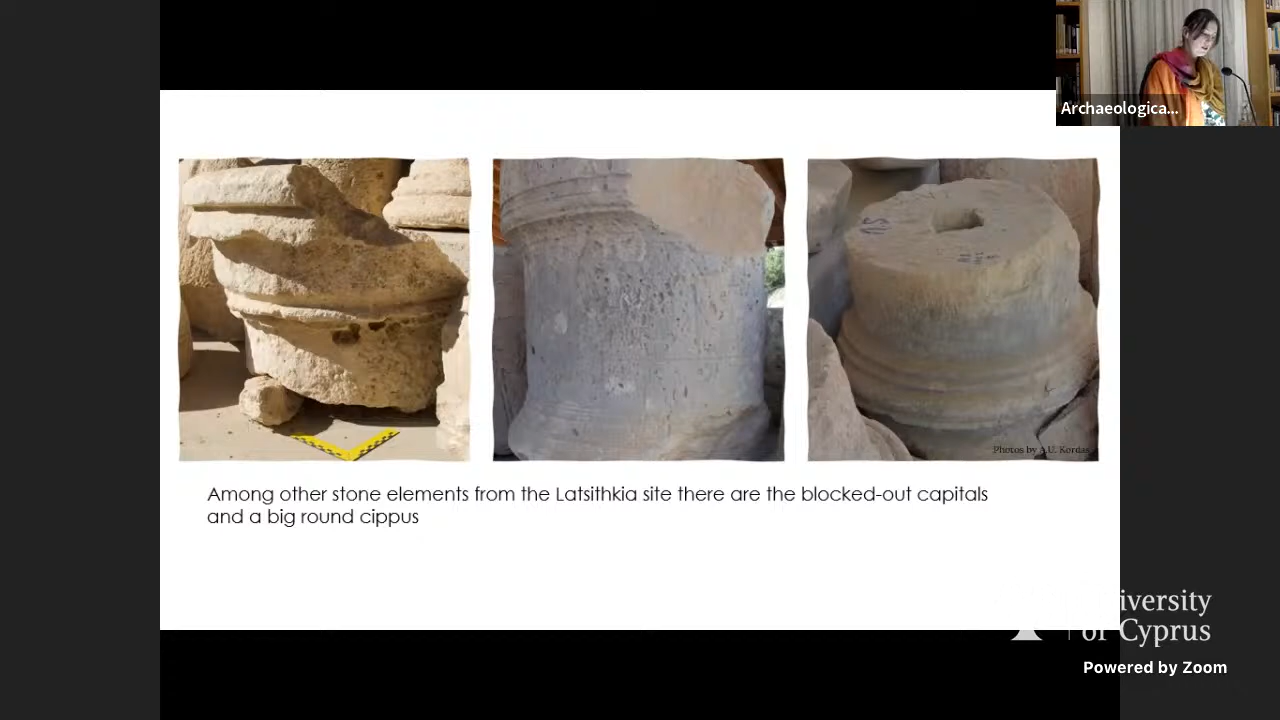 Archaeologica...
Photos by A.U. Kordas
Among other stone elements from the Latsithkia site there are the blocked-out capitals
and a big round cippus
iversity
of Cyprus
Powered by Zoom